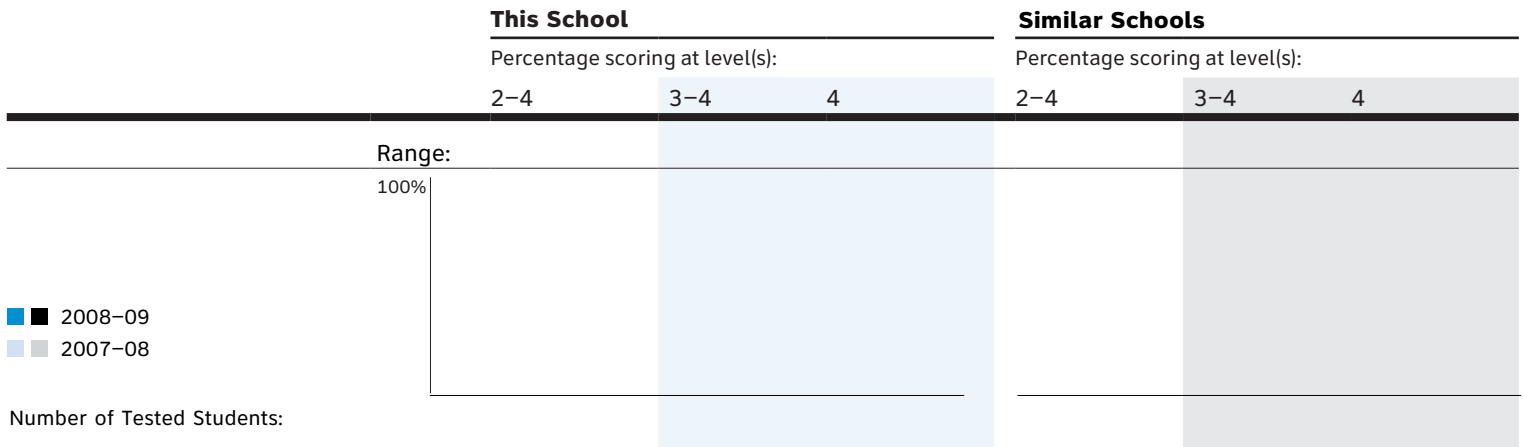 This School Similar Schools
Percentage scoring at level(s): Percentage scoring at level(s):
2–4 3–4 4 2–4 3–4 4
Range:
100%
2008–09
2007–08
Number of Tested Students: